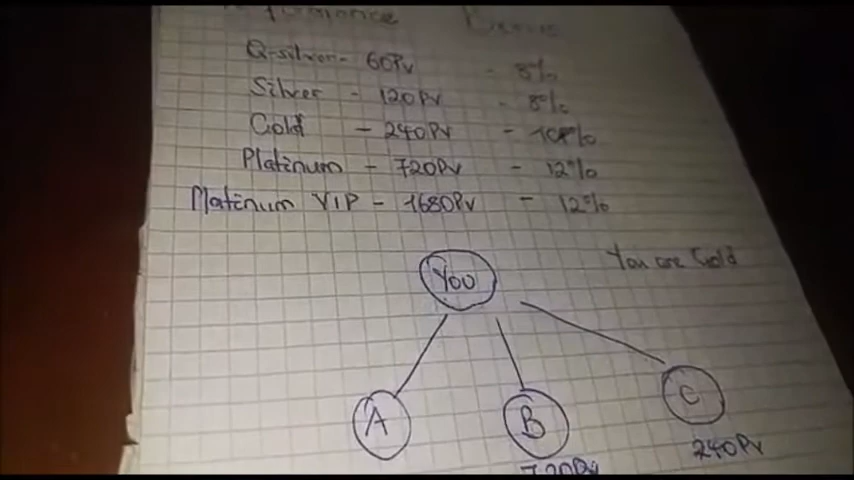 Q-silver - 60Pv - 8%
Silver - 120Pv - 8%
Gold - 240Pv - 10%
Platinum - 720Pv - 12%
Platinum VIP - 1680Pv - 12%
You are Gold
You
A
B
C
720Pv
240Pv